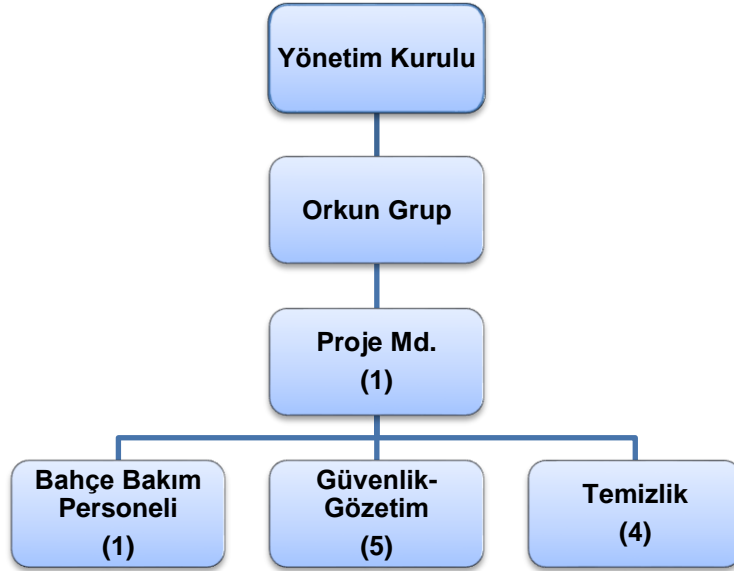 Yönetim Kurulu
Orkun Grup
Proje Md.
(1)
Bahçe Bakım
Personeli
(1)
Güvenlik-
Gözetim
(5)
Temizlik
(4)